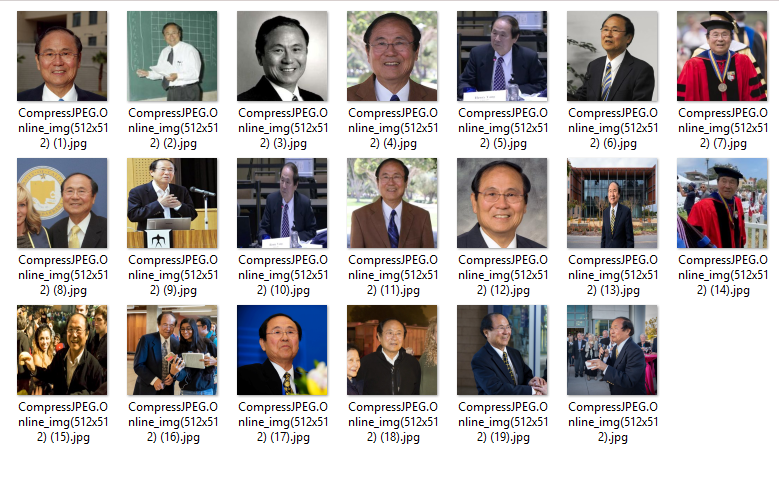 CompressJPEG.O
nline_img(512x51
2) (1).jpg
CompressJPEG.O
nline_img(512x51
2) (2).jpg
CompressJPEG.O
nline_img(512x51
2) (3).jpg
CompressJPEG.O
nline_img(512x51
2) (4).jpg
CompressJPEG.O
nline_img(512x51
2) (5).jpg
CompressJPEG.O
nline_img(512x51
2) (6).jpg
CompressJPEG.O
nline_img(512x51
2) (7).jpg
CompressJPEG.O
nline_img(512x51
2) (8).jpg
CompressJPEG.O
nline_img(512x51
2) (9).jpg
CompressJPEG.O
nline_img(512x51
2) (10).jpg
CompressJPEG.O
nline_img(512x51
2) (11).jpg
CompressJPEG.O
nline_img(512x51
2) (12).jpg
CompressJPEG.O
nline_img(512x51
2) (13).jpg
CompressJPEG.O
nline_img(512x51
2) (14).jpg
CompressJPEG.O
nline_img(512x51
2) (15).jpg
CompressJPEG.O
nline_img(512x51
2) (16).jpg
CompressJPEG.O
nline_img(512x51
2) (17).jpg
CompressJPEG.O
nline_img(512x51
2) (18).jpg
CompressJPEG.O
nline_img(512x51
2) (19).jpg
CompressJPEG.O
nline_img(512x51
2).jpg